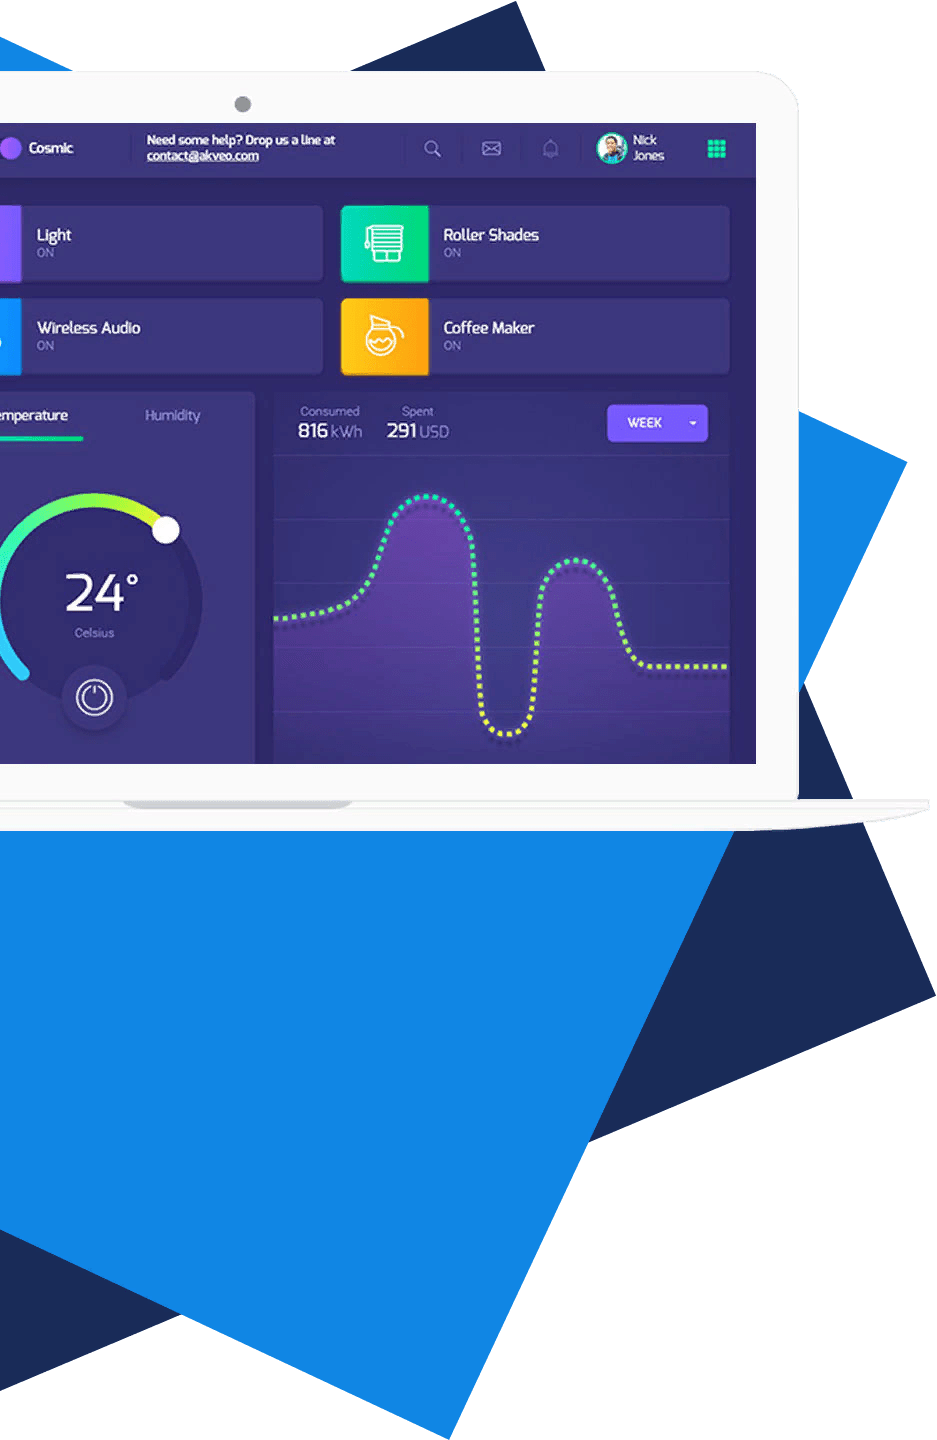 Cosmic
Need some help? Drop us a line at
contact@akveo.com
Nick
Jones
Light
ON
Roller Shades
ON
Wireless Audio
ON
Coffee Maker
ON
emperature
Humidity
Consumed
816 kWh
Spent
291 USD
WEEK
24°
Celsius